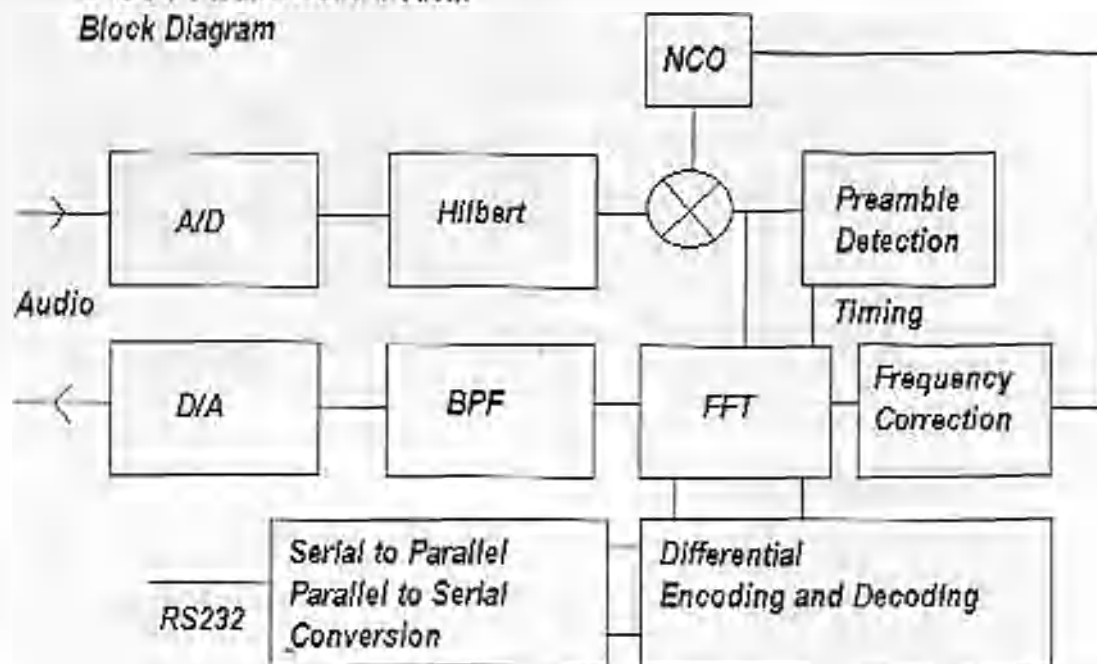 Block Diagram
NCO
A/D
Hilbert
Preamble
Detection
Audio
Timing
D/A
BPF
FFT
Frequency
Correction
Serial to Parallel
Parallel to Serial
Conversion
RS232
Differential
Encoding and Decoding